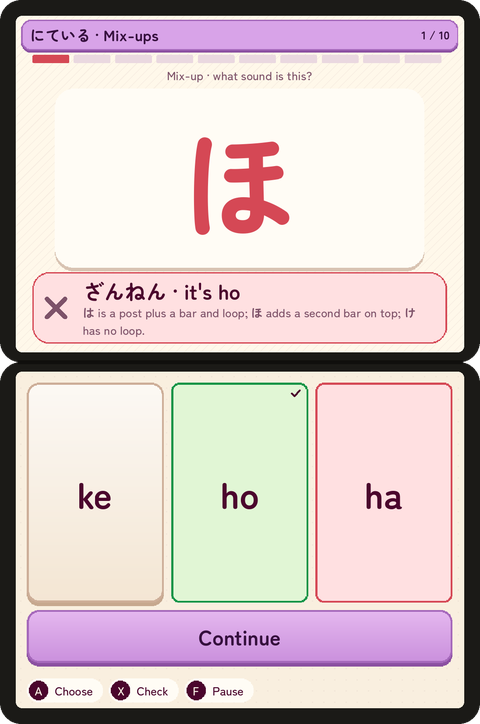 にている · Mix-ups
1 / 10
Mix-up · what sound is this?
ほ
ざんねん · it's ho
は is a post plus a bar and loop; ほ adds a second bar on top; け
has no loop.
ke
ho
ha
Continue
A Choose
X Check
F Pause